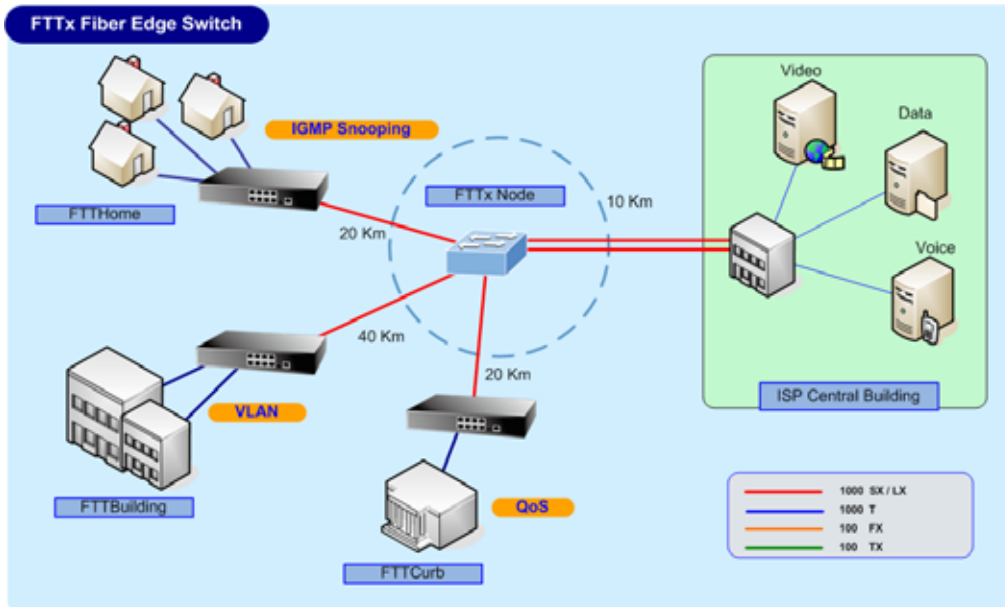 FTTx Fiber Edge Switch
Video
Data
IGMP Snooping
FTTx Node
10 Km
FTTHome
20 Km
Voice
40 Km
20 Km
ISP Central Building
VLAN
FTTBuilding
QoS
FTTCurb
1000 SX / LX
1000 T
100 FX
100 TX